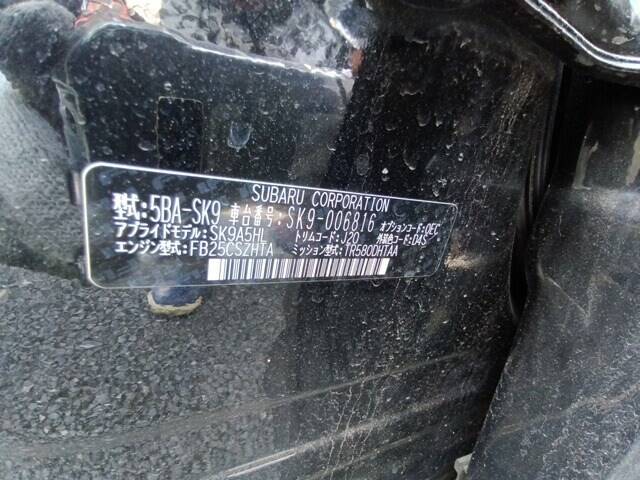 SUBARU CORPORATION
型式:5BA-SK9 車台番号:SK9-006816 オプションコード:OEC
アプライドモデル:SK9A5HL トリムコード:J20 外装色コード:D4S
エンジン型式:FB25CSZHTA ミッション型式:TR580DHTAA